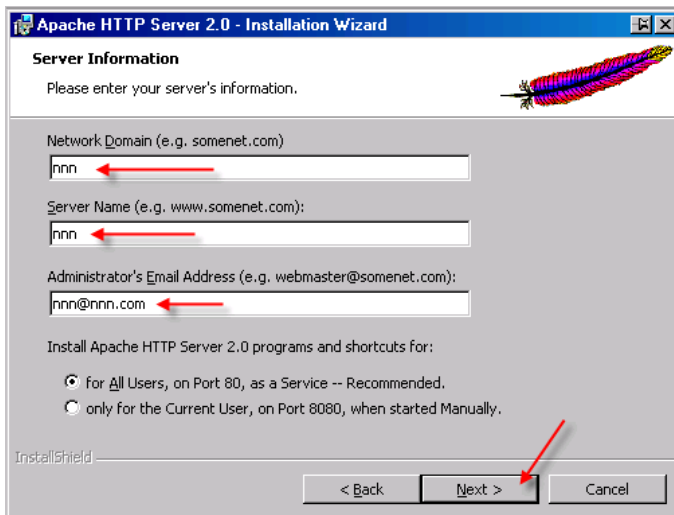 Apache HTTP Server 2.0 - Installation Wizard
Server Information
Please enter your server's information.
Network Domain (e.g. somenet.com)
nnn
Server Name (e.g. www.somenet.com):
nnn
Administrator's Email Address (e.g. webmaster@somenet.com):
nnn@nnn.com
Install Apache HTTP Server 2.0 programs and shortcuts for:
for All Users, on Port 80, as a Service -- Recommended.
only for the Current User, on Port 8080, when started Manually.
InstallShield
< Back
Next >
Cancel